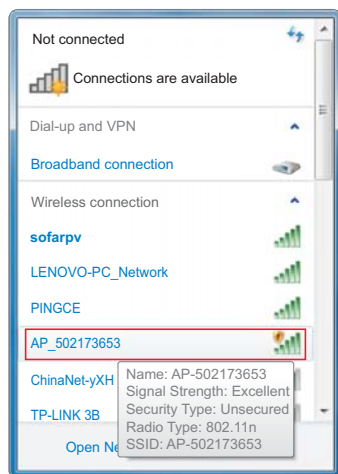 Not connected
Connections are available
Dial-up and VPN
Broadband connection
Wireless connection
sofarpv
LENOVO-PC_Network
PINGCE
AP_502173653
ChinaNet-yXH
Name: AP-502173653
Signal Strength: Excellent
Security Type: Unsecured
Radio Type: 802.11n
SSID: AP-502173653
TP-LINK 3B
Open